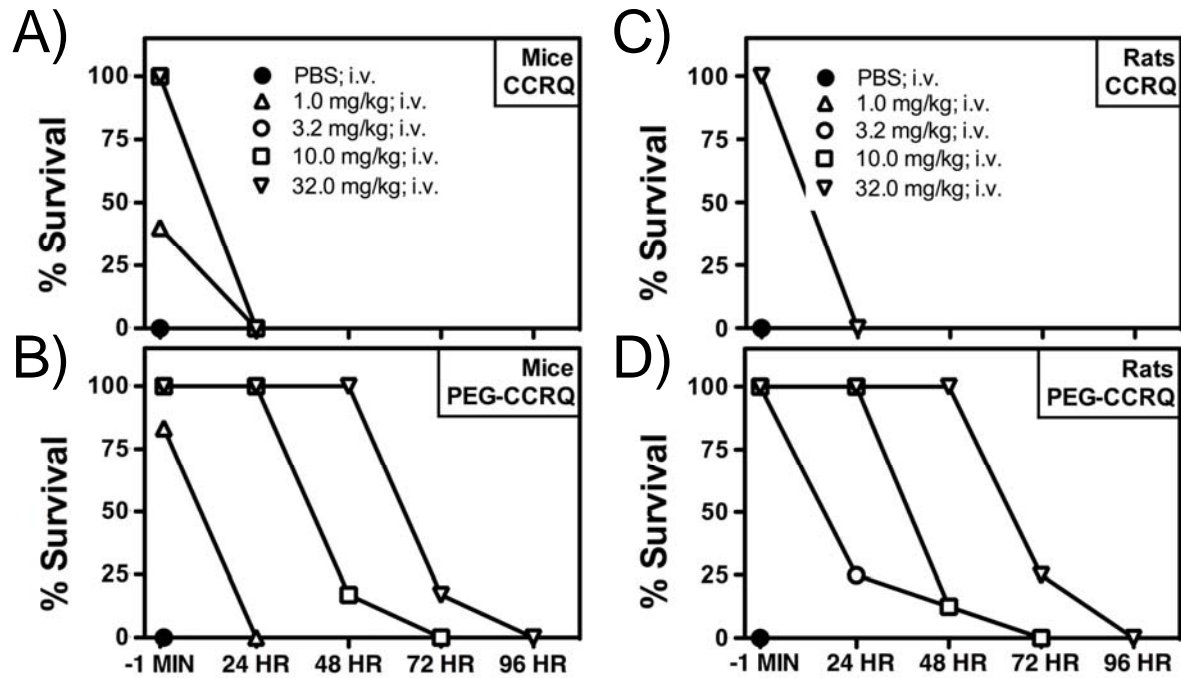 A)
Mice
CCRQ
PBS; i.v.
1.0 mg/kg; i.v.
3.2 mg/kg; i.v.
10.0 mg/kg; i.v.
32.0 mg/kg; i.v.
% Survival
100
75
50
25
0
C)
Rats
CCRQ
PBS; i.v.
1.0 mg/kg; i.v.
3.2 mg/kg; i.v.
10.0 mg/kg; i.v.
32.0 mg/kg; i.v.
% Survival
100
75
50
25
0
B)
Mice
PEG-CCRQ
% Survival
100
75
50
25
0
-1 MIN 24 HR 48 HR 72 HR 96 HR
D)
Rats
PEG-CCRQ
% Survival
100
75
50
25
0
-1 MIN 24 HR 48 HR 72 HR 96 HR